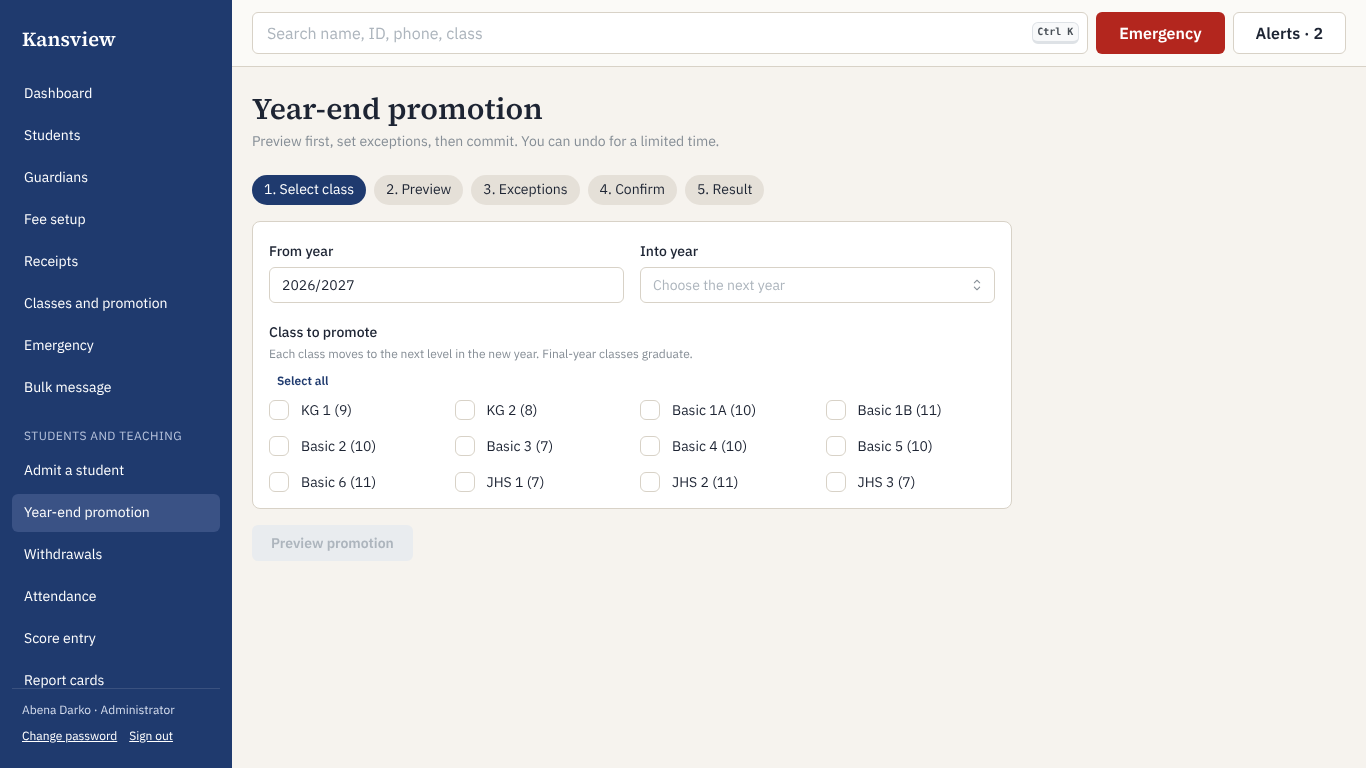 Kansview
Dashboard
Students
Guardians
Fee setup
Receipts
Classes and promotion
Emergency
Bulk message
STUDENTS AND TEACHING
Admit a student
Year-end promotion
Withdrawals
Attendance
Score entry
Report cards
Abena Darko · Administrator
Change password Sign out
Search name, ID, phone, class Ctrl K Emergency Alerts · 2
Year-end promotion
Preview first, set exceptions, then commit. You can undo for a limited time.
1. Select class 2. Preview 3. Exceptions 4. Confirm 5. Result
From year Into year
2026/2027 Choose the next year
Class to promote
Each class moves to the next level in the new year. Final-year classes graduate.
Select all
KG 1 (9) KG 2 (8) Basic 1A (10) Basic 1B (11)
Basic 2 (10) Basic 3 (7) Basic 4 (10) Basic 5 (10)
Basic 6 (11) JHS 1 (7) JHS 2 (11) JHS 3 (7)
Preview promotion